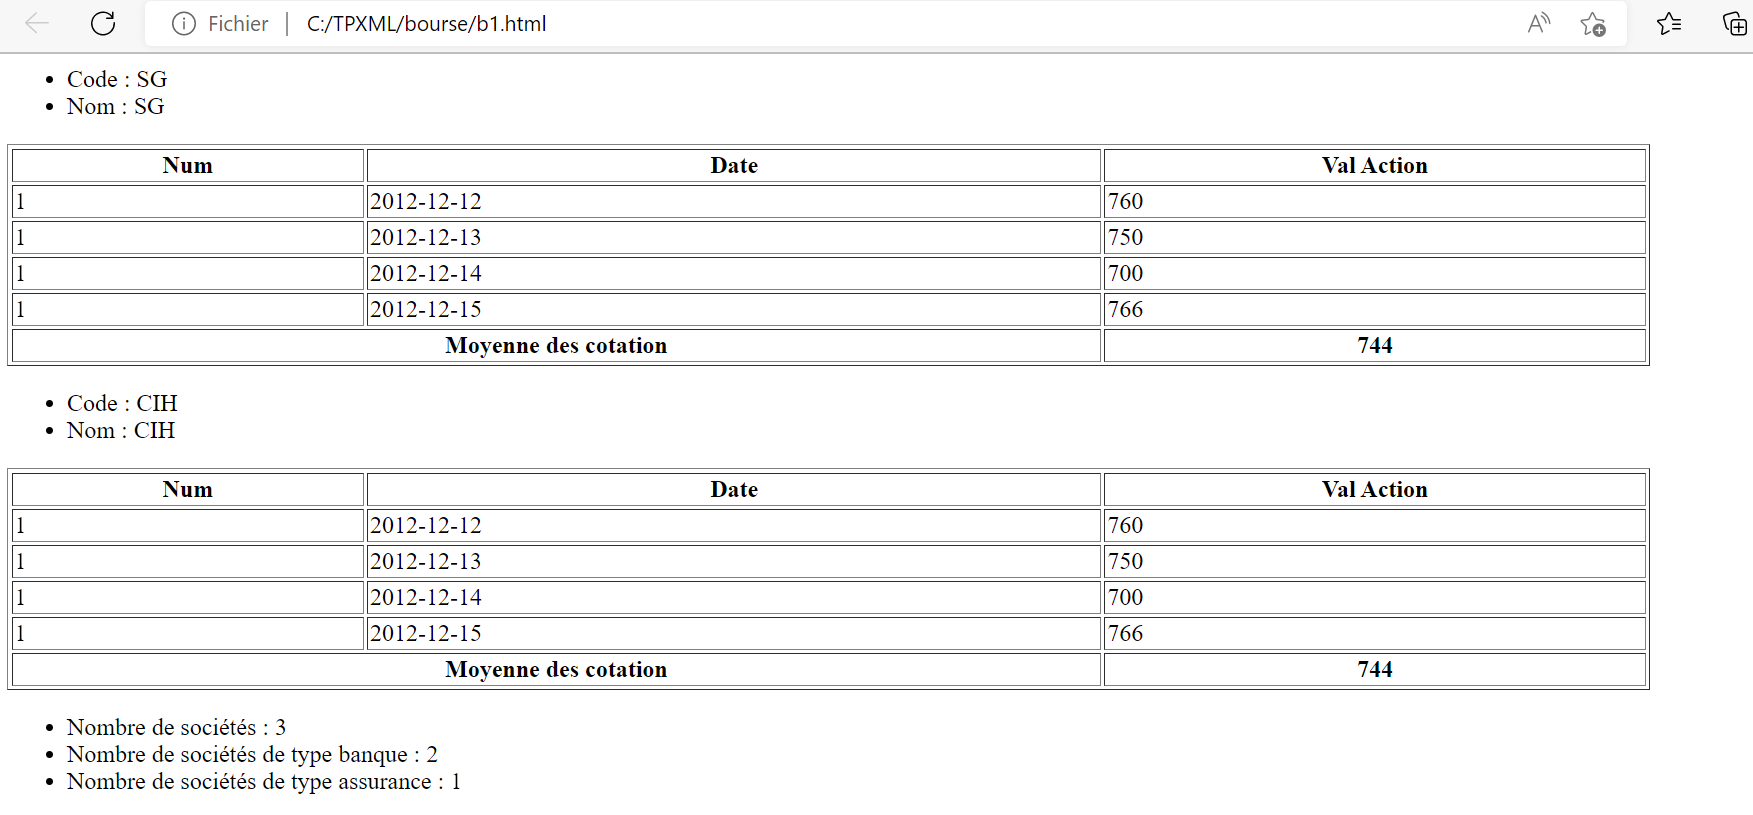 Fichier | C:/TPXML/bourse/b1.html
• Code : SG
• Nom : SG
Num Date Val Action
1 2012-12-12 760
1 2012-12-13 750
1 2012-12-14 700
1 2012-12-15 766
Moyenne des cotation 744
• Code : CIH
• Nom : CIH
Num Date Val Action
1 2012-12-12 760
1 2012-12-13 750
1 2012-12-14 700
1 2012-12-15 766
Moyenne des cotation 744
• Nombre de sociétés : 3
• Nombre de sociétés de type banque : 2
• Nombre de sociétés de type assurance : 1